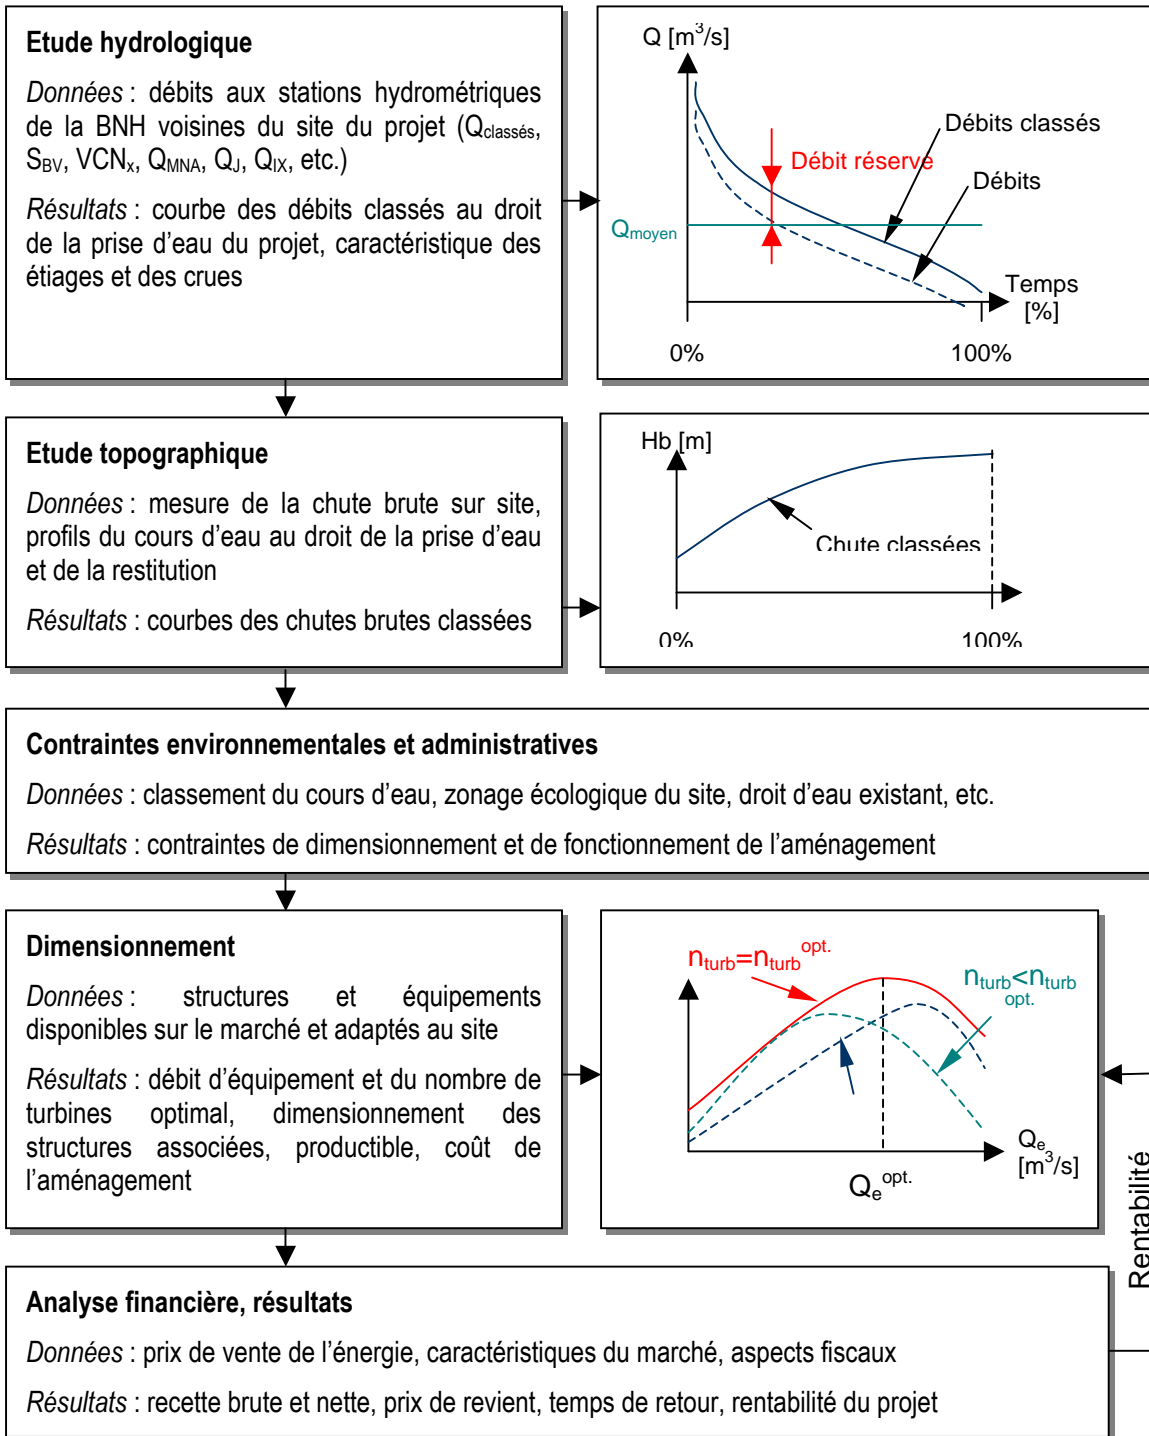 Etude hydrologique
Données : débits aux stations hydrométriques
de la BNH voisines du site du projet (Qclassés,
SBV, VCNx, QMNA, QJ, QIX, etc.)
Résultats : courbe des débits classés au droit
de la prise d'eau du projet, caractéristique des
étiages et des crues
Q [m³/s]
Débits classés
Débit réservé
Débits
Qmoyen
Temps
[%]
0%
100%
Etude topographique
Données : mesure de la chute brute sur site,
profils du cours d'eau au droit de la prise d'eau
et de la restitution
Résultats : courbes des chutes brutes classées
Hb [m]
Chute classées
0%
100%
Contraintes environnementales et administratives
Données : classement du cours d'eau, zonage écologique du site, droit d'eau existant, etc.
Résultats : contraintes de dimensionnement et de fonctionnement de l'aménagement
Dimensionnement
Données : structures et équipements
disponibles sur le marché et adaptés au site
Résultats : débit d'équipement et du nombre de
turbines optimal, dimensionnement des
structures associées, productible, coût de
l'aménagement
nturb=nturb opt.
nturb<nturb
opt.
Qe
[m³/s]
Qe opt.
Rentabilité
Analyse financière, résultats
Données : prix de vente de l'énergie, caractéristiques du marché, aspects fiscaux
Résultats : recette brute et nette, prix de revient, temps de retour, rentabilité du projet